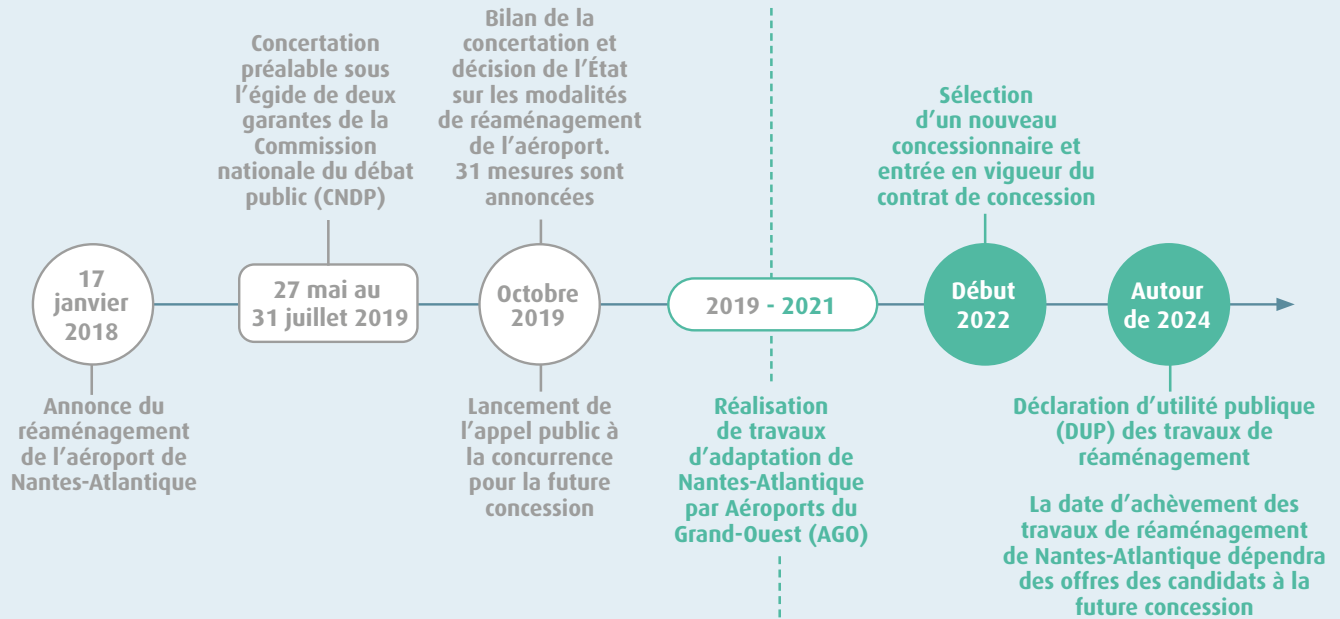 17
janvier
2018
Annonce du
réaménagement
de l'aéroport de
Nantes-Atlantique
Concertation
préalable sous
l'égide de deux
garantes de la
Commission
nationale du débat
public (CNDP)
27 mai au
31 juillet 2019
Bilan de la
concertation et
décision de l'État
sur les modalités
de réaménagement
de l'aéroport.
31 mesures sont
annoncées
Octobre
2019
Lancement de
l'appel public à
la concurrence
pour la future
concession
2019 - 2021
Réalisation
de travaux
d'adaptation de
Nantes-Atlantique
par Aéroports du
Grand-Ouest (AGO)
Sélection
d'un nouveau
concessionnaire et
entrée en vigueur du
contrat de concession
Début
2022
Autour
de 2024
Déclaration d'utilité publique
(DUP) des travaux de
réaménagement
La date d'achèvement des
travaux de réaménagement
de Nantes-Atlantique dépendra
des offres des candidats à la
future concession